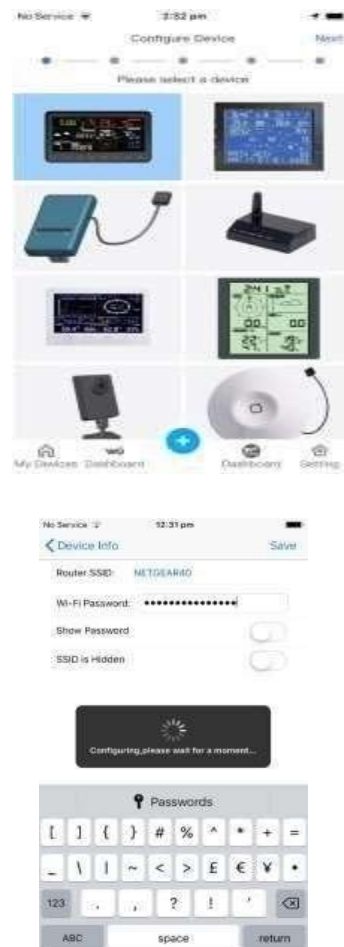 No Service 2:52 pm
Configure Device Next
Please select a device
My Devices Dashboard Dashboard Setting
No Service 12:31 pm
Device Info Save
Router SSID: NETGEAR40
Wi-Fi Password: •••••••••••••••
Show Password
SSID is Hidden
Configuring,please wait for a moment...
Passwords
[ ] { } # % ^ * + =
_ \ | ~ < > £ € ¥ •
123 . , ? ! '
ABC space return